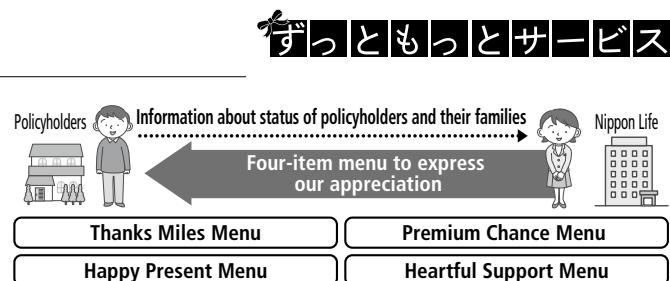 ずっともっとサービス
Policyholders
Information about status of policyholders and their families
Nippon Life
Four-item menu to express
our appreciation
Thanks Miles Menu
Premium Chance Menu
Happy Present Menu
Heartful Support Menu